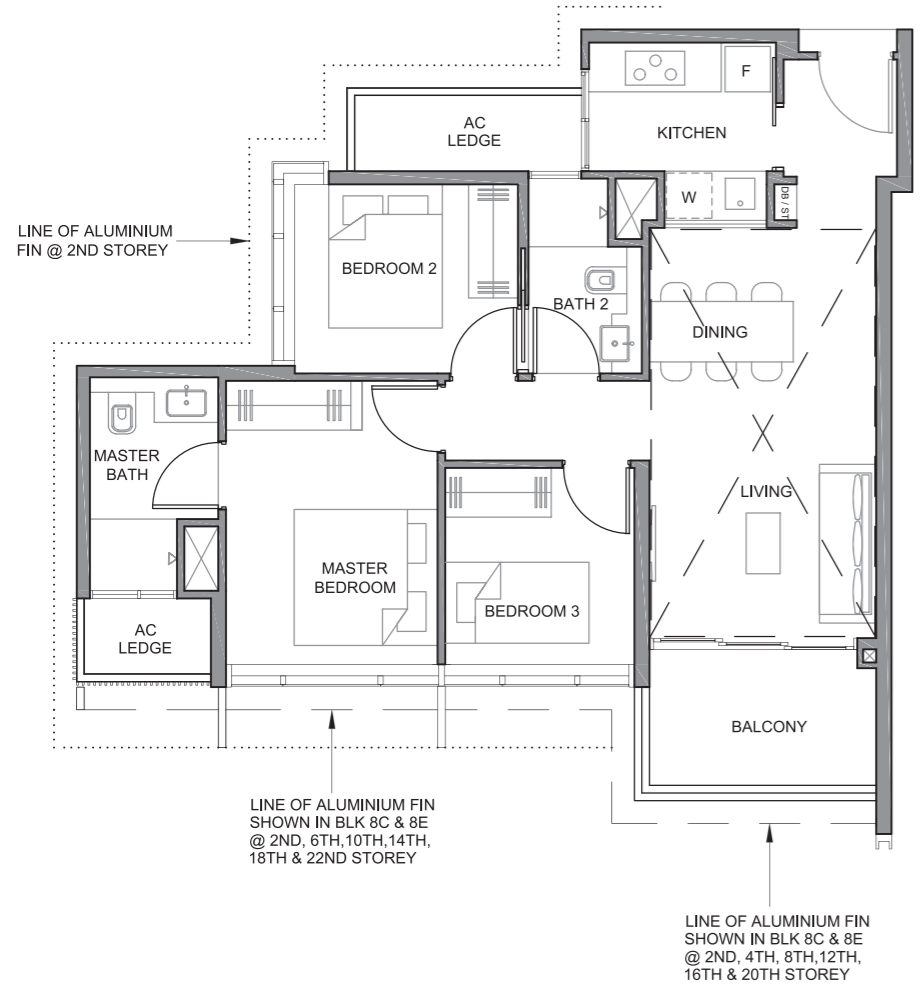 F
KITCHEN
AC
LEDGE
W
DB / ST
LINE OF ALUMINIUM
FIN @ 2ND STOREY
BEDROOM 2
BATH 2
DINING
MASTER
BATH
LIVING
MASTER
BEDROOM
BEDROOM 3
AC
LEDGE
BALCONY
LINE OF ALUMINIUM FIN
SHOWN IN BLK 8C & 8E
@ 2ND, 6TH,10TH,14TH,
18TH & 22ND STOREY
LINE OF ALUMINIUM FIN
SHOWN IN BLK 8C & 8E
@ 2ND, 4TH, 8TH,12TH,
16TH & 20TH STOREY